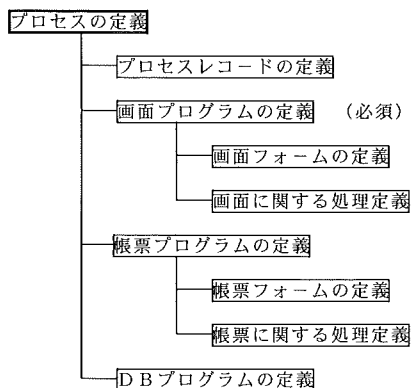 プロセスの定義
プロセスレコードの定義
画面プログラムの定義 （必須）
画面フォームの定義
画面に関する処理定義
帳票プログラムの定義
帳票フォームの定義
帳票に関する処理定義
ＤＢプログラムの定義